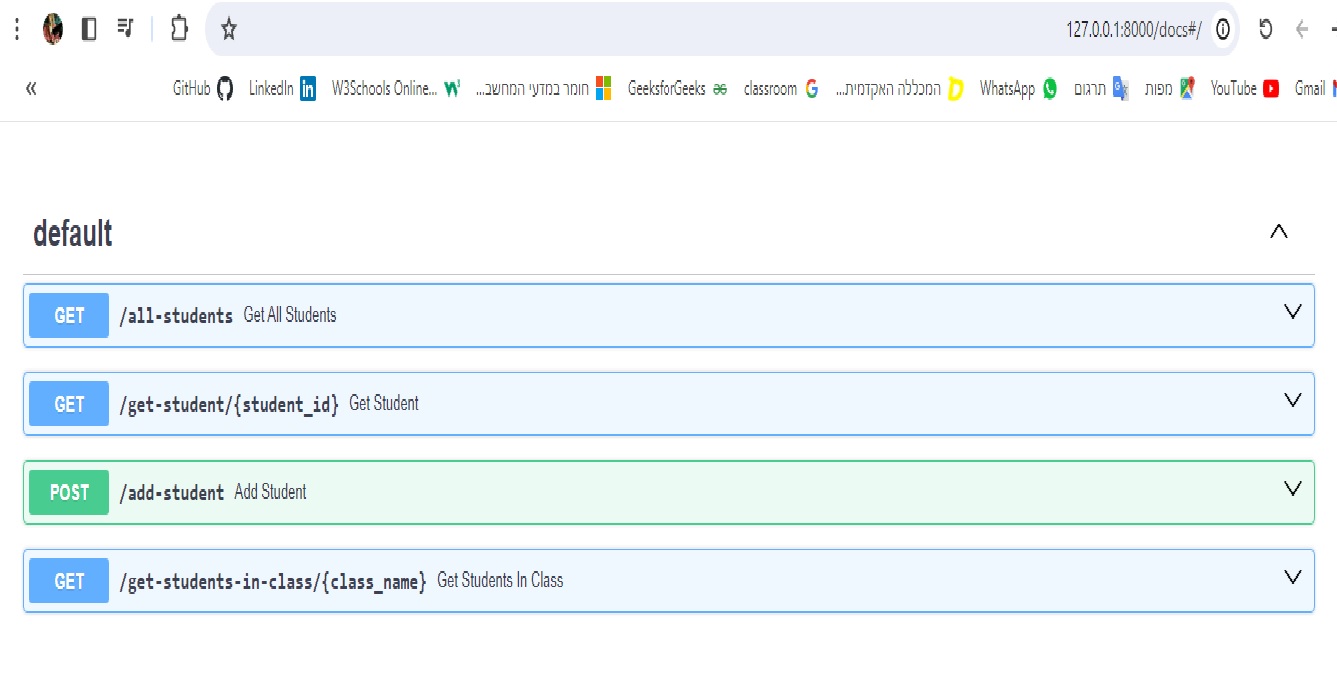 127.0.0.1:8000/docs#/
GitHub LinkedIn W3Schools Online... חומר במדעי המחשב... GeeksforGeeks classroom המכללה האקדמית... WhatsApp תרגום מפות YouTube Gmail
default
GET /all-students Get All Students
GET /get-student/{student_id} Get Student
POST /add-student Add Student
GET /get-students-in-class/{class_name} Get Students In Class